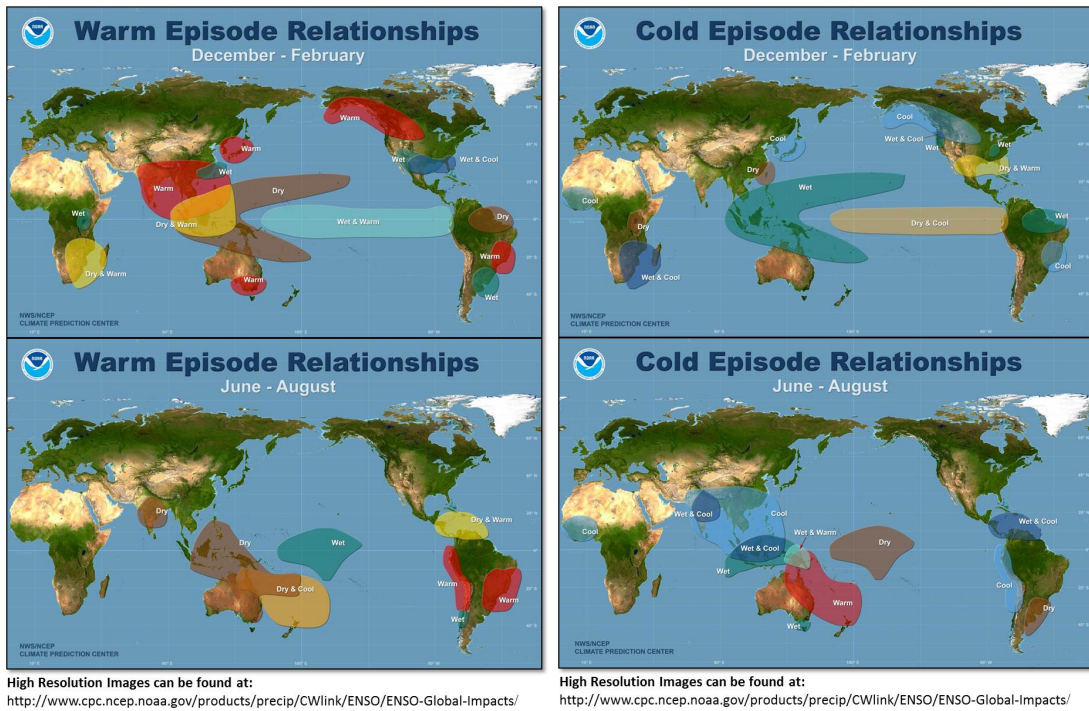 Warm Episode Relationships
December - February
Warm
Warm
Wet
Warm
Dry
Wet
Wet & Cool
Wet
Dry & Warm
Wet & Warm
Dry
Dry & Warm
Warm
Warm
Wet
NWS/NCEP
CLIMATE PREDICTION CENTER
Cold Episode Relationships
December - February
Cool
Wet & Cool
Wet
Wet
Cool
Dry
Dry & Warm
Wet
Cool
Dry
Dry & Cool
Wet
Wet & Cool
Cool
NWS/NCEP
CLIMATE PREDICTION CENTER
Warm Episode Relationships
June - August
Dry
Dry & Warm
Dry
Wet
Dry & Cool
Warm
Warm
Wet
NWS/NCEP
CLIMATE PREDICTION CENTER
Cold Episode Relationships
June - August
Wet & Cool
Cool
Wet & Cool
Cool
Wet & Warm
Wet & Cool
Dry
Wet
Warm
Cool
Dry
Wet
NWS/NCEP
CLIMATE PREDICTION CENTER
High Resolution Images can be found at:
http://www.cpc.ncep.noaa.gov/products/precip/CWlink/ENSO/ENSO-Global-Impacts/
High Resolution Images can be found at:
http://www.cpc.ncep.noaa.gov/products/precip/CWlink/ENSO/ENSO-Global-Impacts/